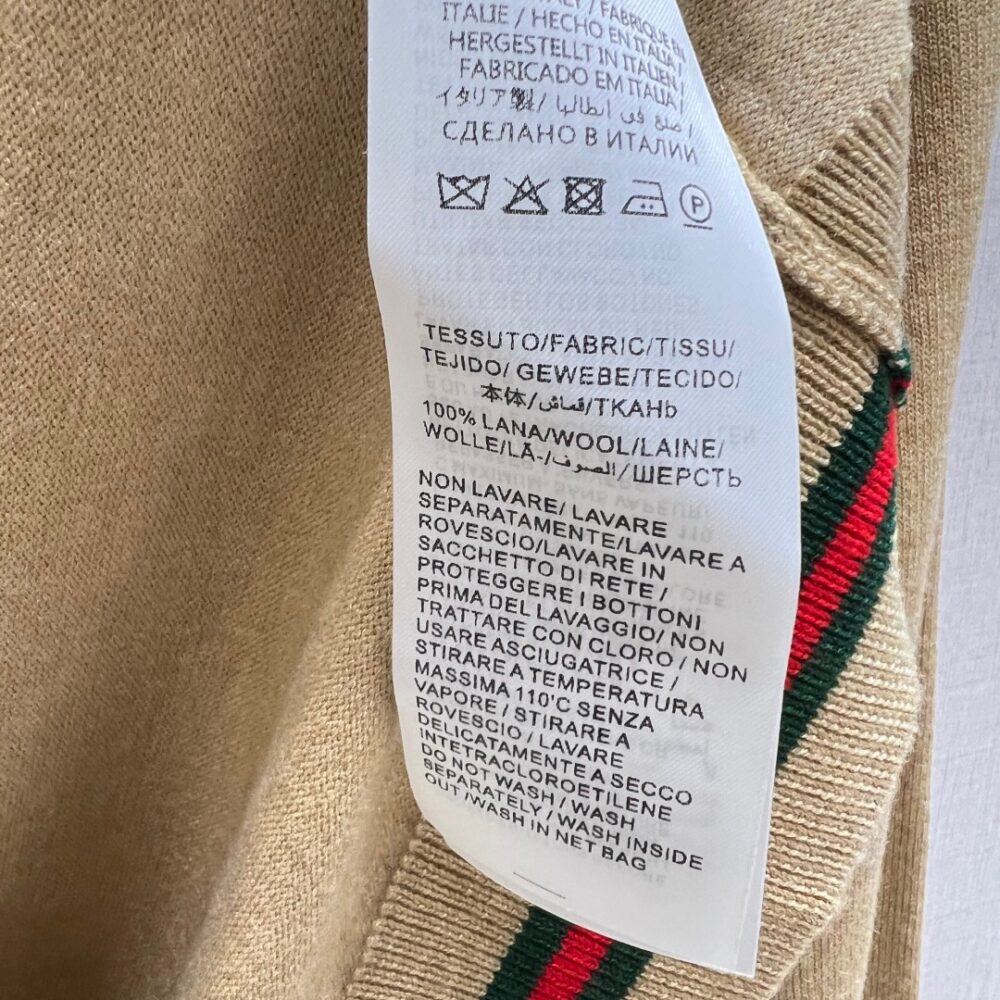 / FABRIQUÉ EN
ITALIE / HECHO EN ITALIA /
HERGESTELLT IN ITALIEN /
FABRICADO EM ITALIA /
イタリア製 / اصنع في ايطاليا /
СДЕЛАНО В ИТАЛИИ
P
TESSUTO/FABRIC/TISSU/
TEJIDO/ GEWEBE/TECIDO/
本体/قماش/ТКАНЬ
100% LANA/WOOL/LAINE/
WOLLE/LÃ-/الصوف/ШЕРСТЬ
NON LAVARE/ LAVARE
SEPARATAMENTE/LAVARE A
ROVESCIO/LAVARE IN
SACCHETTO DI RETE /
PROTEGGERE I BOTTONI
PRIMA DEL LAVAGGIO/ NON
TRATTARE CON CLORO / NON
USARE ASCIUGATRICE /
STIRARE A TEMPERATURA
MASSIMA 110'C SENZA
VAPORE / STIRARE A
ROVESCIO / LAVARE
DELICATAMENTE A SECCO
INTETRACLOROETILENE
DO NOT WASH / WASH
SEPARATELY / WASH INSIDE
OUT /WASH IN NET BAG